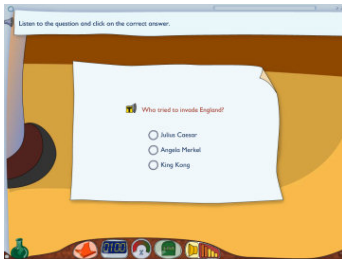 Listen to the question and click on the correct answer.
Who tried to invade England?
Julius Caesar
Angela Merkel
King Kong